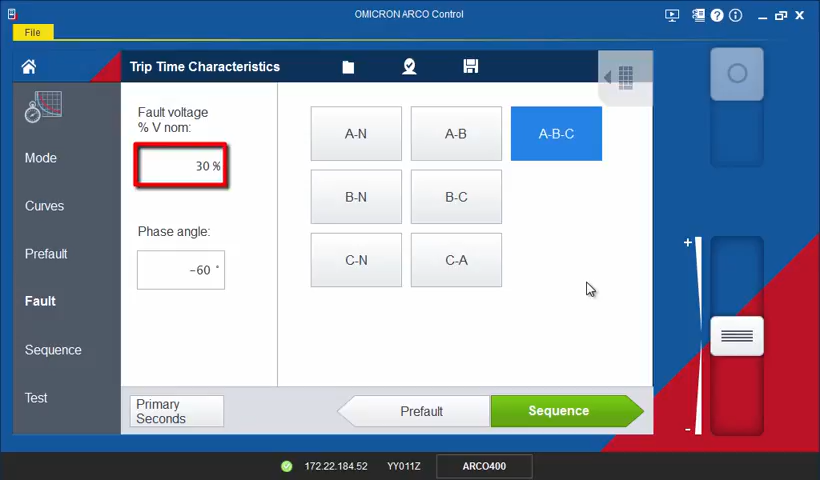 OMICRON ARCO Control
File
Trip Time Characteristics
Mode
Curves
Prefault
Fault
Sequence
Test
Fault voltage
% V nom:
30 %
Phase angle:
-60 °
A-N
A-B
A-B-C
B-N
B-C
C-N
C-A
+
-
Primary
Seconds
Prefault
Sequence
172.22.184.52
YY011Z
ARCO400